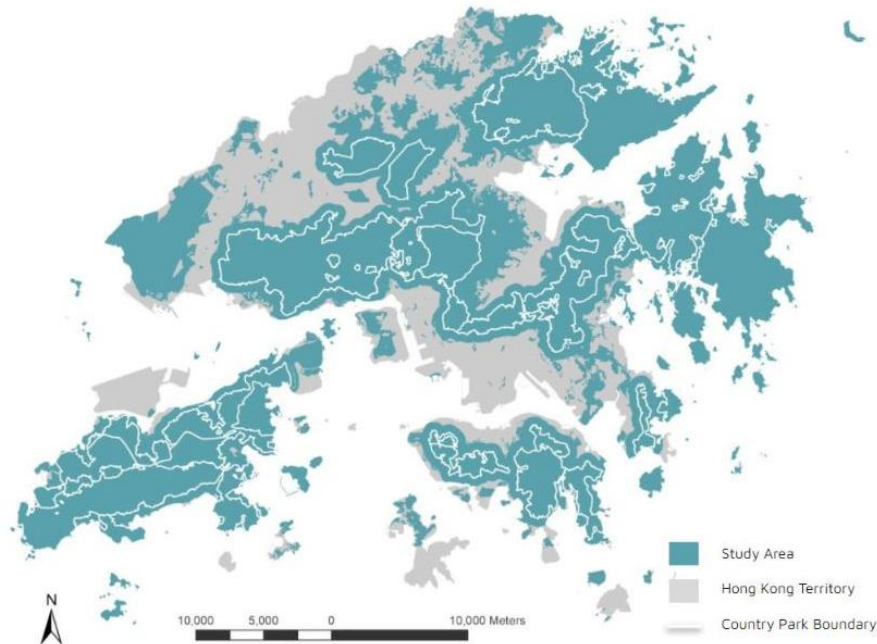 Study Area
Hong Kong Territory
Country Park Boundary
N
10,000 5,000 0 10,000 Meters